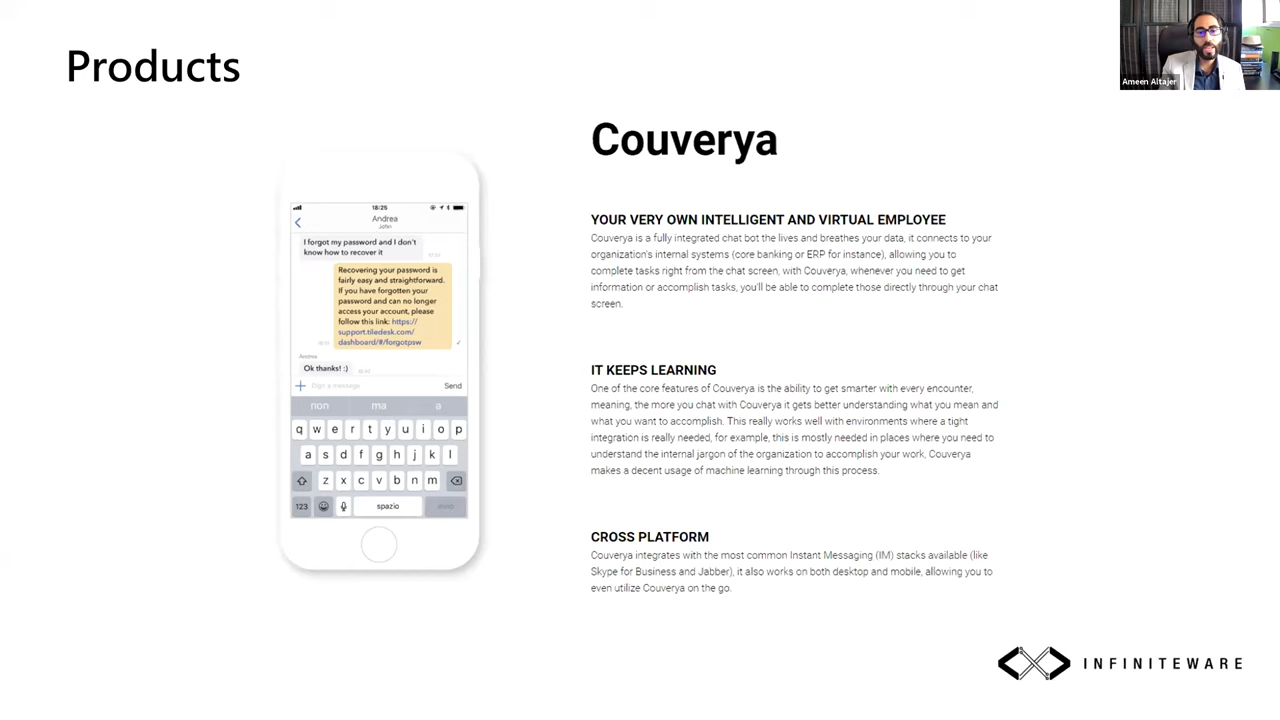 Products
Ameen Altajer
Couverya
18:25
Andrea
John
I forgot my password and I don't
know how to recover it
Recovering your password is
fairly easy and straightforward.
If you have forgotten your
password and can no longer
access your account, please
follow this link: https://
support.tiledesk.com/
dashboard/#/forgotpsw
Andrea
Ok thanks! :)
Digit a message
Send
non ma a
q w e r t y u i o p
a s d f g h j k l
z x c v b n m
123 spazio invio
YOUR VERY OWN INTELLIGENT AND VIRTUAL EMPLOYEE
Couverya is a fully integrated chat bot the lives and breathes your data, it connects to your
organization's internal systems (core banking or ERP for instance), allowing you to
complete tasks right from the chat screen, with Couverya, whenever you need to get
information or accomplish tasks, you'll be able to complete those directly through your chat
screen.
IT KEEPS LEARNING
One of the core features of Couverya is the ability to get smarter with every encounter,
meaning, the more you chat with Couverya it gets better understanding what you mean and
what you want to accomplish. This really works well with environments where a tight
integration is really needed, for example, this is mostly needed in places where you need to
understand the internal jargon of the organization to accomplish your work, Couverya
makes a decent usage of machine learning through this process.
CROSS PLATFORM
Couverya integrates with the most common Instant Messaging (IM) stacks available (like
Skype for Business and Jabber), it also works on both desktop and mobile, allowing you to
even utilize Couverya on the go.
INFINITEWARE